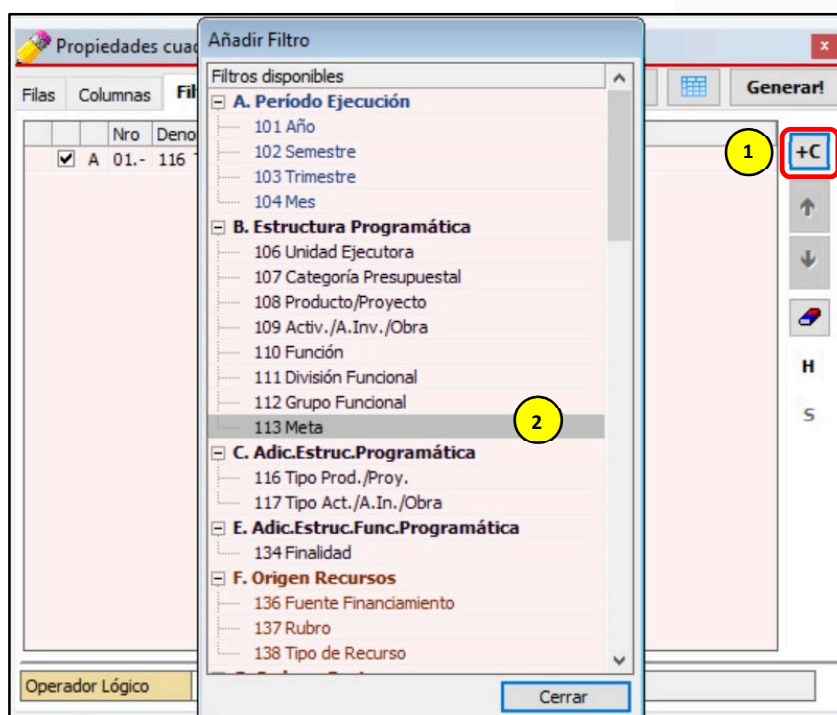 Propiedades cuad
Añadir Filtro
x
Filas
Columnas
Fil
Generar!
Nro
Deno
A 01.- 116 T
Filtros disponibles
A. Período Ejecución
101 Año
102 Semestre
103 Trimestre
104 Mes
B. Estructura Programática
106 Unidad Ejecutora
107 Categoría Presupuestal
108 Producto/Proyecto
109 Activ./A.Inv./Obra
110 Función
111 División Funcional
112 Grupo Funcional
113 Meta
2
C. Adic.Estruc.Programática
116 Tipo Prod./Proy.
117 Tipo Act./A.In./Obra
E. Adic.Estruc.Func.Programática
134 Finalidad
F. Origen Recursos
136 Fuente Financiamiento
137 Rubro
138 Tipo de Recurso
1
+C
H
S
Operador Lógico
Cerrar